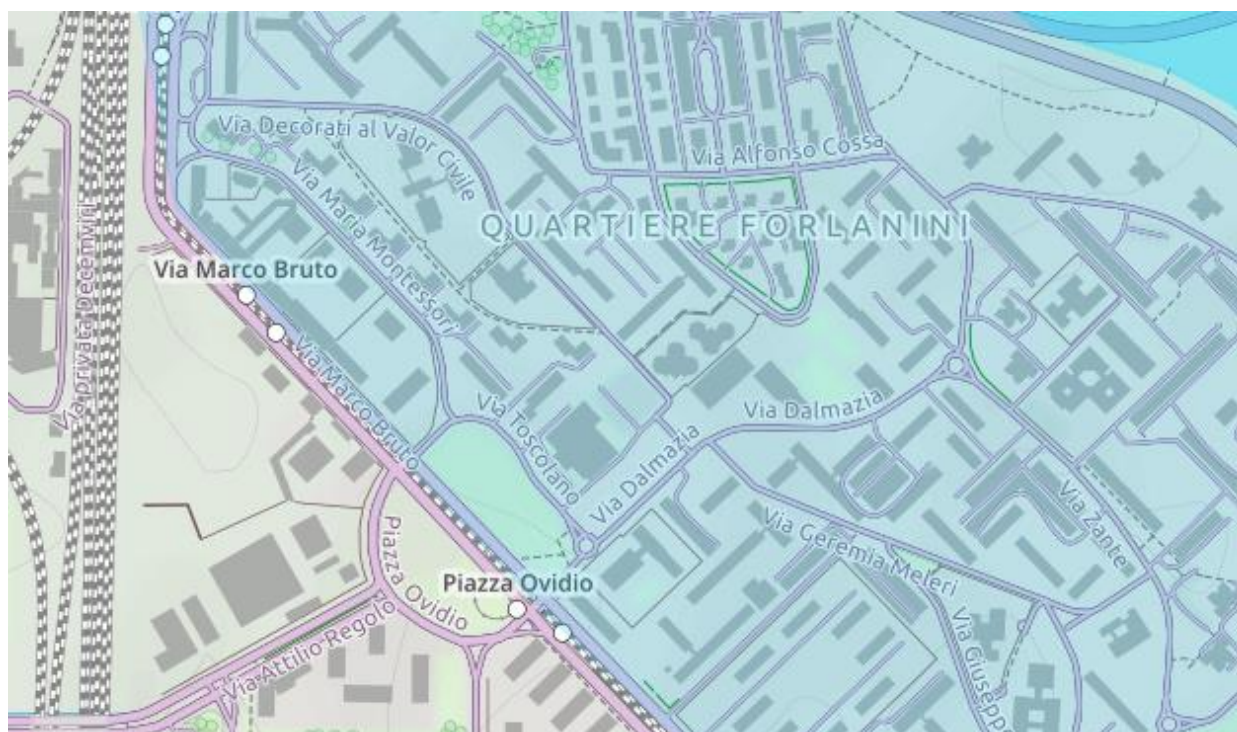 Via Decorati al Valor Civile
Via Alfonso Cossa
Via Maria Montessori
QUARTIERE FORLANINI
Via privata Decemviri
Via Marco Bruto
Via Marco Bruto
Via Toscolano
Via Dalmazia
Via Dalmazia
Via Zante
Via Geremia Meleri
Piazza Ovidio
Piazza Ovidio
Via Attilio Regolo
Via Giuseppe